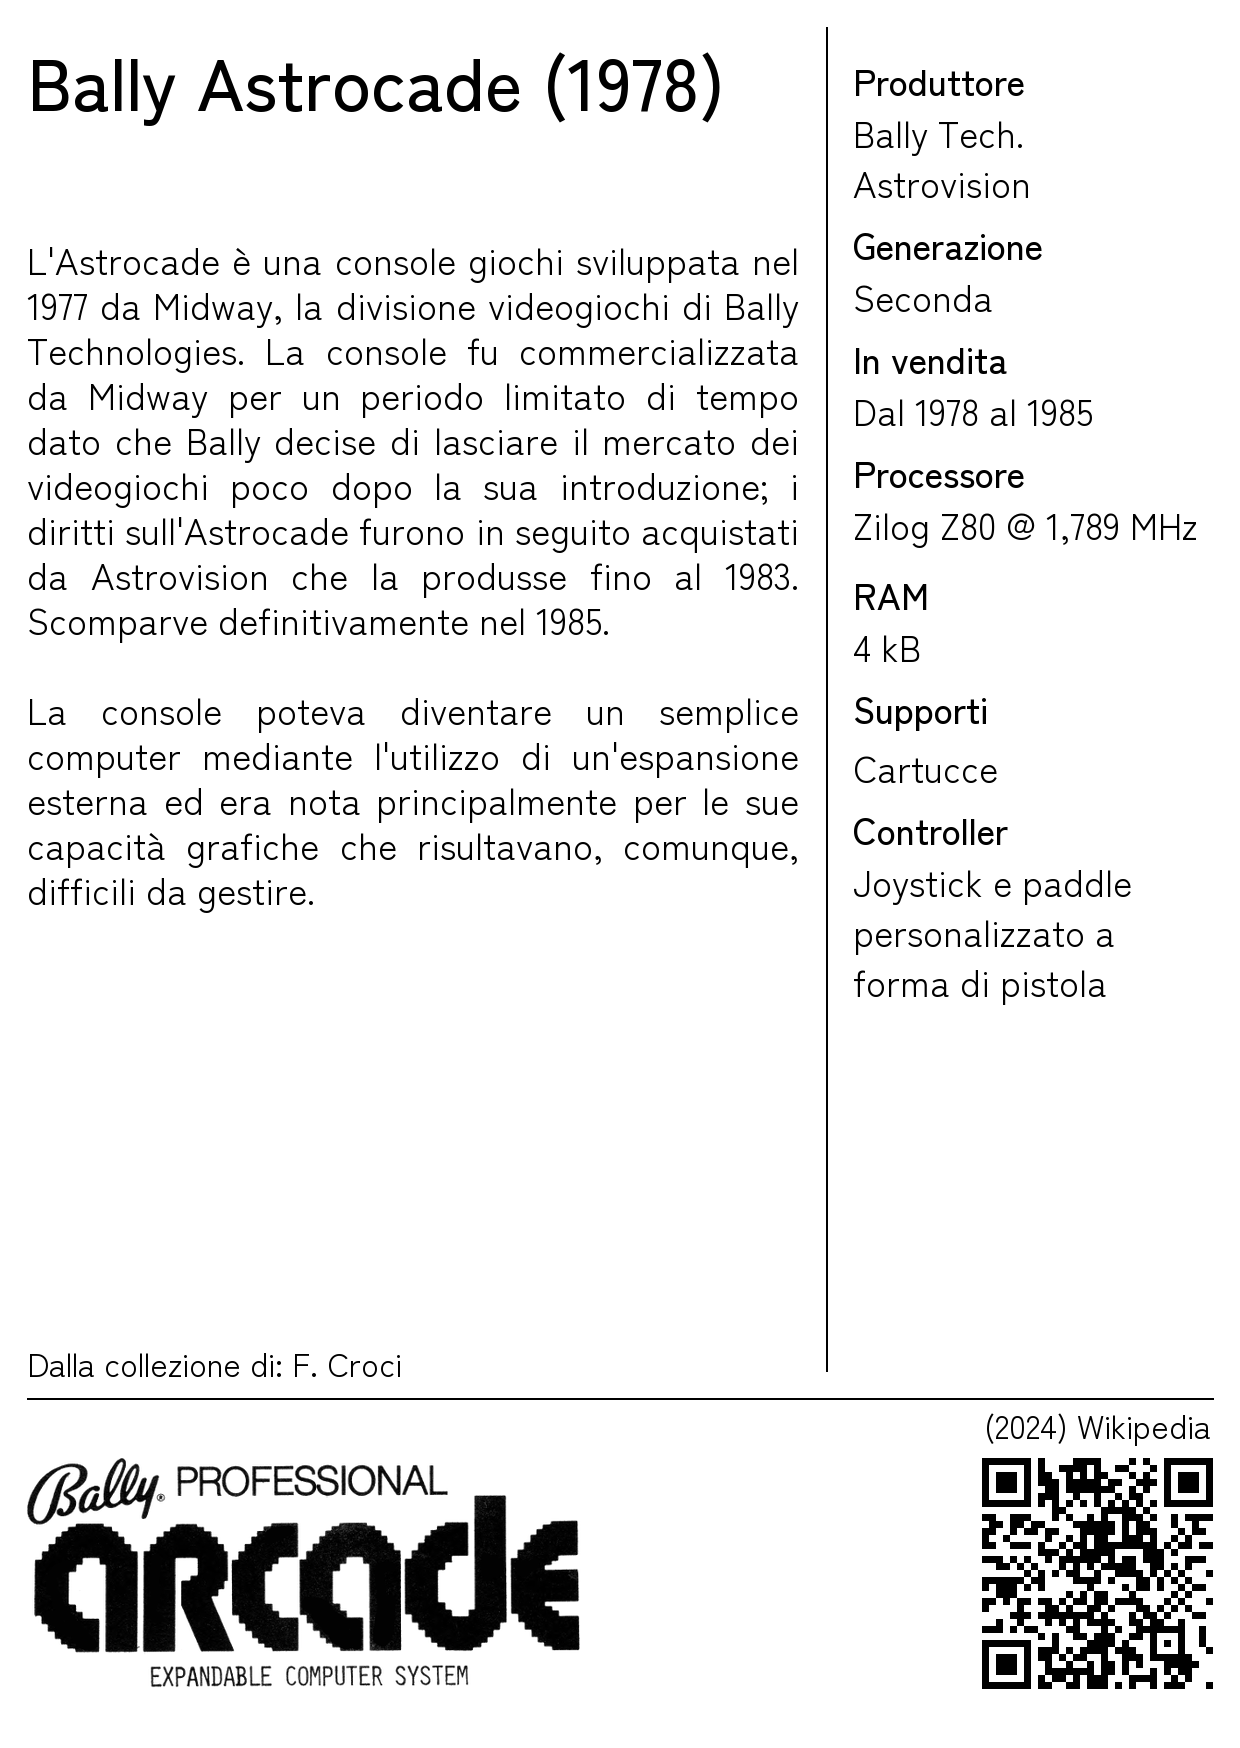 Bally Astrocade (1978)
L'Astrocade è una console giochi sviluppata nel
1977 da Midway, la divisione videogiochi di Bally
Technologies. La console fu commercializzata
da Midway per un periodo limitato di tempo
dato che Bally decise di lasciare il mercato dei
videogiochi poco dopo la sua introduzione; i
diritti sull'Astrocade furono in seguito acquistati
da Astrovision che la produsse fino al 1983.
Scomparve definitivamente nel 1985.
La console poteva diventare un semplice
computer mediante l'utilizzo di un'espansione
esterna ed era nota principalmente per le sue
capacità grafiche che risultavano, comunque,
difficili da gestire.
Dalla collezione di: F. Croci
Produttore
Bally Tech.
Astrovision
Generazione
Seconda
In vendita
Dal 1978 al 1985
Processore
Zilog Z80 @ 1,789 MHz
RAM
4 kB
Supporti
Cartucce
Controller
Joystick e paddle
personalizzato a
forma di pistola
Bally® PROFESSIONAL
arcade
EXPANDABLE COMPUTER SYSTEM
(2024) Wikipedia